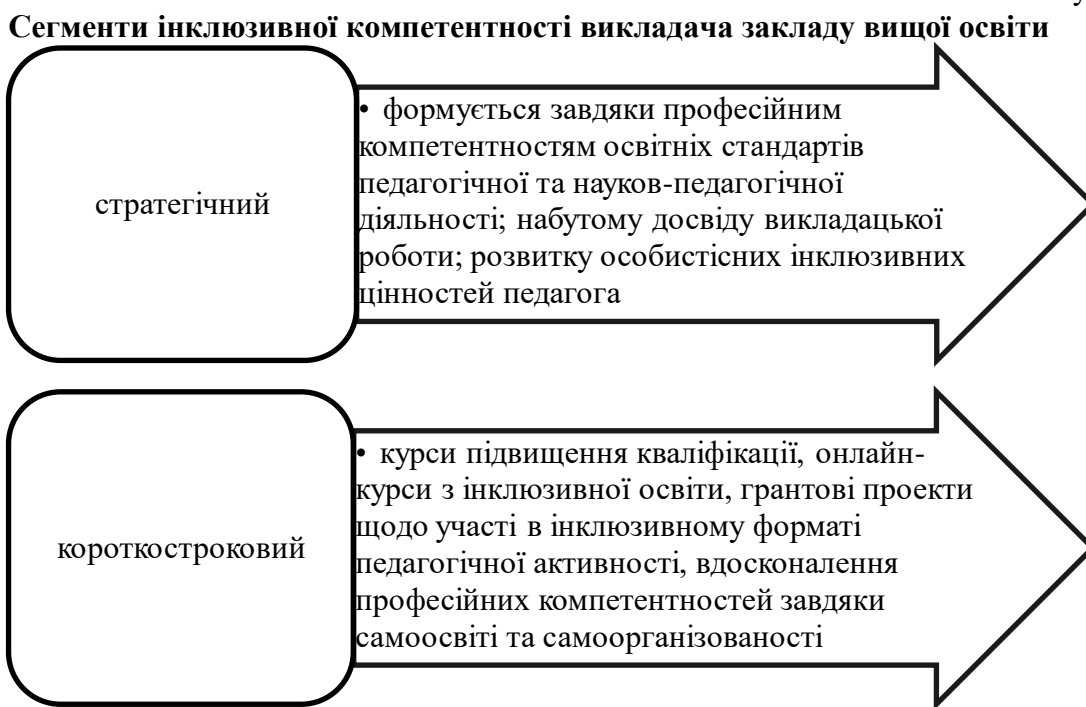 Сегменти інклюзивної компетентності викладача закладу вищої освіти
стратегічний
• формується завдяки професійним
компетентностям освітніх стандартів
педагогічної та науков-педагогічної
діяльності; набутому досвіду викладацької
роботи; розвитку особистісних інклюзивних
цінностей педагога
короткостроковий
• курси підвищення кваліфікації, онлайн-
курси з інклюзивної освіти, грантові проекти
щодо участі в інклюзивному форматі
педагогічної активності, вдосконалення
професійних компетентностей завдяки
самоосвіті та самоорганізованості